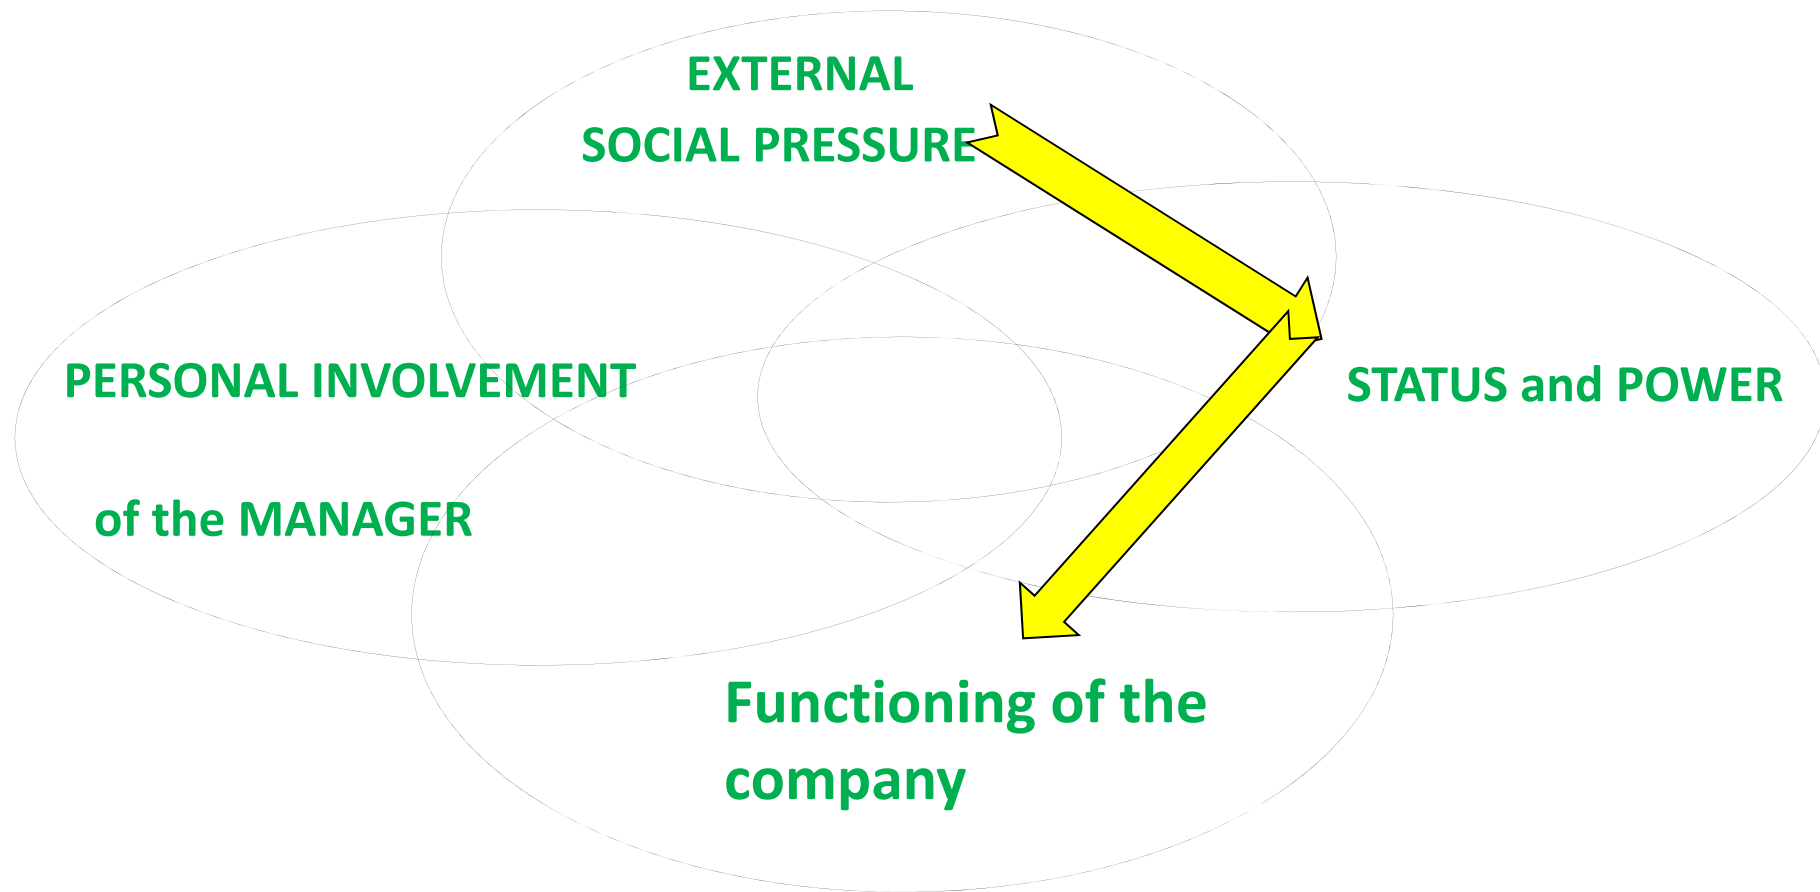 EXTERNAL
SOCIAL PRESSURE
PERSONAL INVOLVEMENT
of the MANAGER
STATUS and POWER
Functioning of the
company